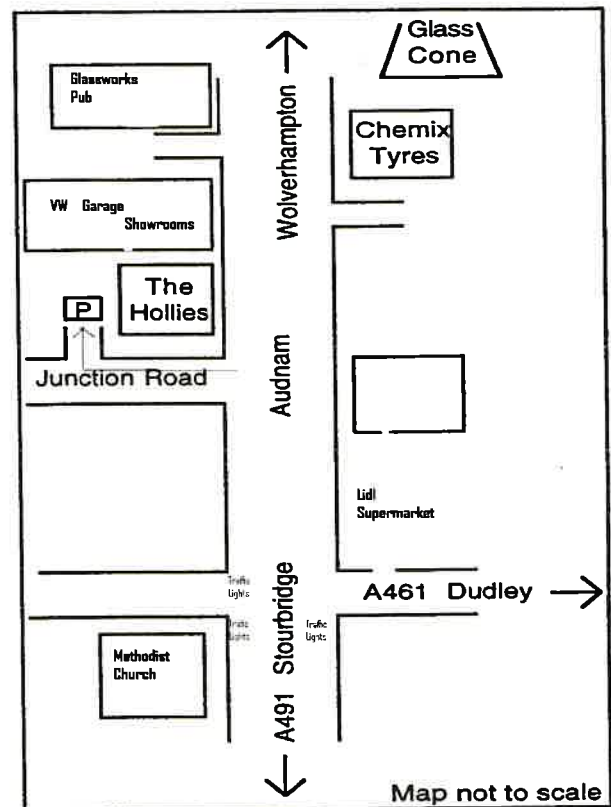 Glass
Cone
Glassworks
Pub
Chemix
Tyres
Wolverhampton
VW Garage
Showrooms
The
Hollies
P
Junction Road
Audnam
Lidl
Supermarket
Traffic
Lights
A461 Dudley
Traffic
Lights
Traffic
Lights
Methodist
Church
A491 Stourbridge
Map not to scale